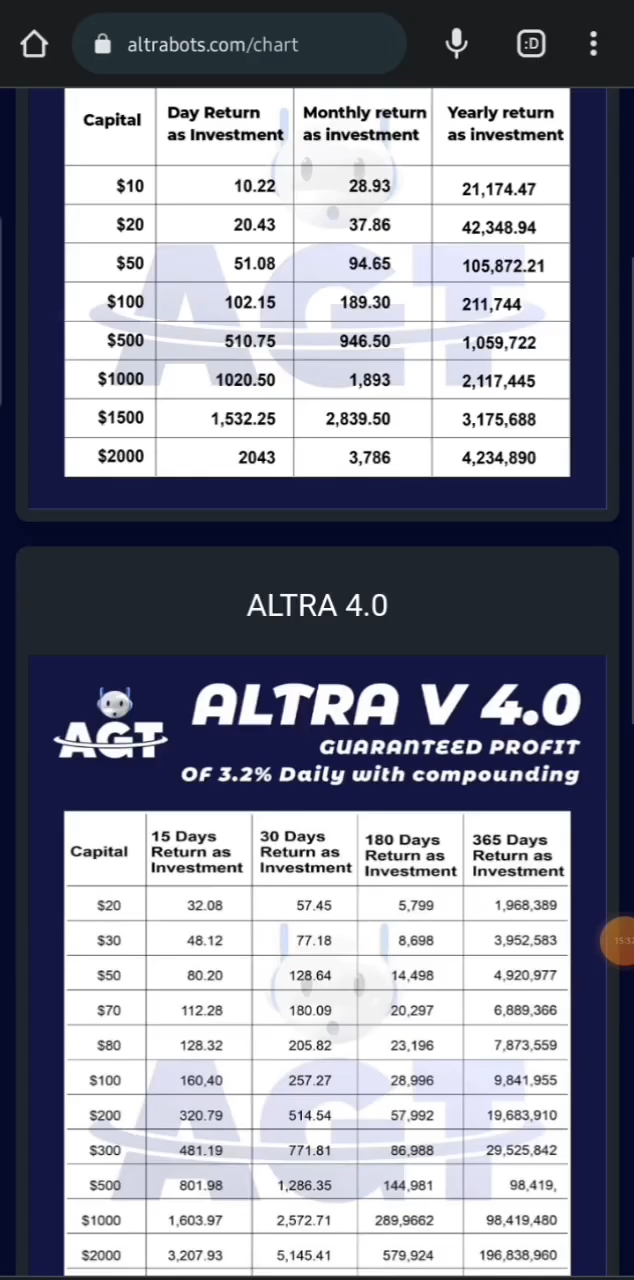 altrabots.com/chart
:D
Capital Day Return as Investment Monthly return as investment Yearly return as investment
$10 10.22 28.93 21,174.47
$20 20.43 37.86 42,348.94
$50 51.08 94.65 105,872.21
$100 102.15 189.30 211,744
$500 510.75 946.50 1,059,722
$1000 1020.50 1,893 2,117,445
$1500 1,532.25 2,839.50 3,175,688
$2000 2043 3,786 4,234,890
AGT
ALTRA 4.0
AGT
ALTRA V 4.0
GUARANTEED PROFIT
OF 3.2% Daily with compounding
Capital 15 Days Return as Investment 30 Days Return as Investment 180 Days Return as Investment 365 Days Return as Investment
$20 32.08 57.45 5,799 1,968,389
$30 48.12 77.18 8,698 3,952,583
$50 80.20 128.64 14,498 4,920,977
$70 112.28 180.09 20,297 6,889,366
$80 128.32 205.82 23,196 7,873,559
$100 160,40 257.27 28,996 9,841,955
$200 320.79 514.54 57,992 19,683,910
$300 481.19 771.81 86,988 29,525,842
$500 801.98 1,286.35 144,981 98,419,
$1000 1,603.97 2,572.71 289,9662 98,419,480
$2000 3,207.93 5,145.41 579,924 196,838,960
AGT